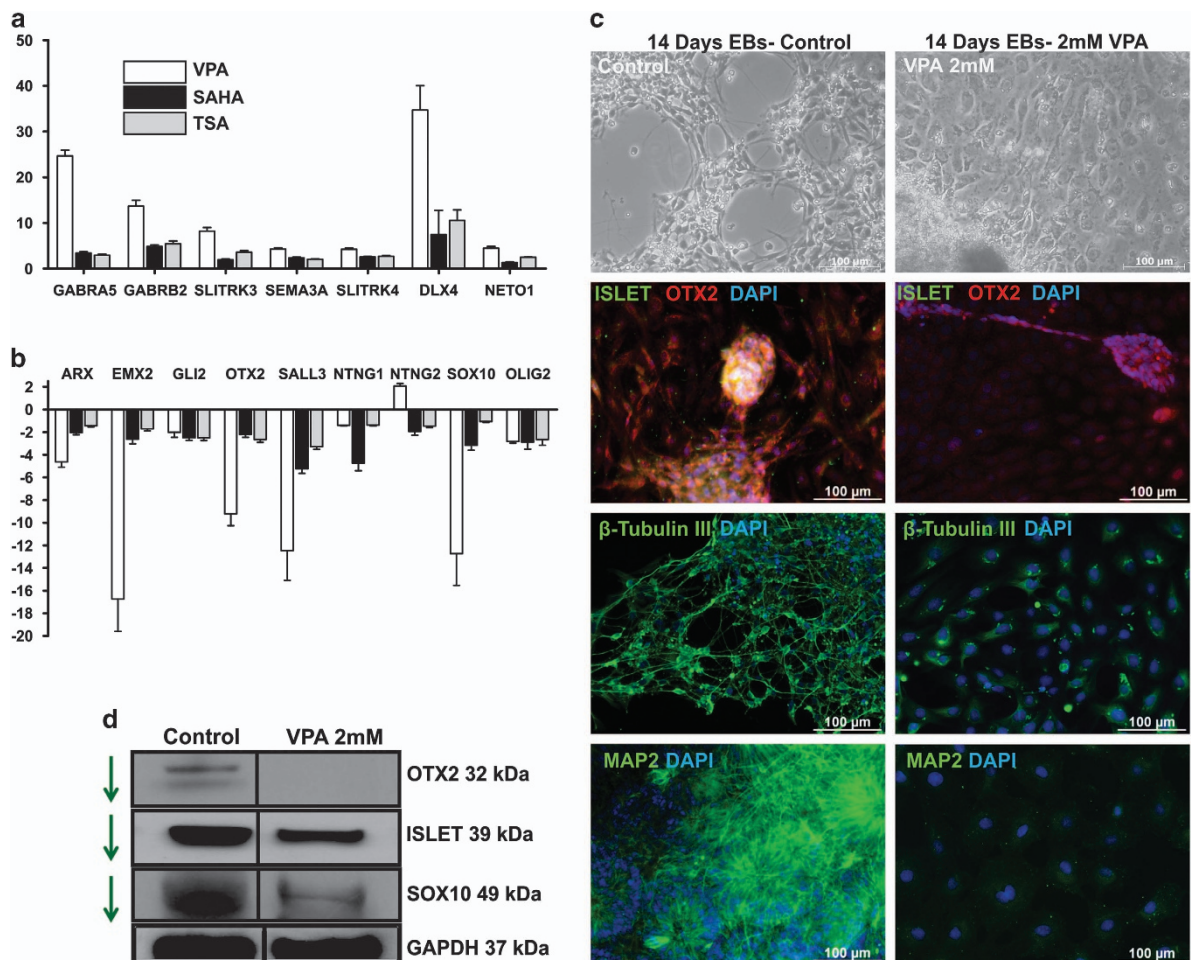 a
50
40
30
20
10
0
VPA
SAHA
TSA
GABRA5 GABRB2 SLITRK3 SEMA3A SLITRK4 DLX4 NETO1
b
ARX EMX2 GLI2 OTX2 SALL3 NTNG1 NTNG2 SOX10 OLIG2
2
0
-2
-4
-6
-8
-10
-12
-14
-16
-18
-20
c
14 Days EBs- Control 14 Days EBs- 2mM VPA
Control
100 µm
VPA 2mM
100 µm
ISLET OTX2 DAPI
100 µm
ISLET OTX2 DAPI
100 µm
β-Tubulin III DAPI
100 µm
β-Tubulin III DAPI
100 µm
MAP2 DAPI
100 µm
MAP2 DAPI
100 µm
d
Control VPA 2mM
OTX2 32 kDa
ISLET 39 kDa
SOX10 49 kDa
GAPDH 37 kDa